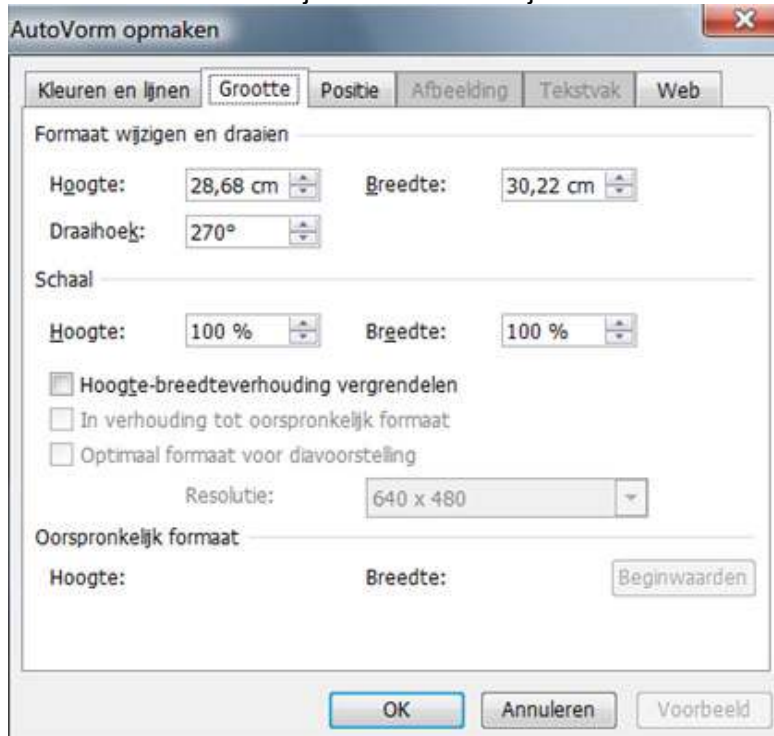 AutoVorm opmaken
Kleuren en lijnen Grootte Positie Afbeelding Tekstvak Web
Formaat wijzigen en draaien
Hoogte: 28,68 cm Breedte: 30,22 cm
Draaihoek: 270°
Schaal
Hoogte: 100 % Breedte: 100 %
Hoogte-breedteverhouding vergrendelen
In verhouding tot oorspronkelijk formaat
Optimaal formaat voor diavoorstelling
Resolutie: 640 x 480
Oorspronkelijk formaat
Hoogte: Breedte: Beginwaarden
OK Annuleren Voorbeeld